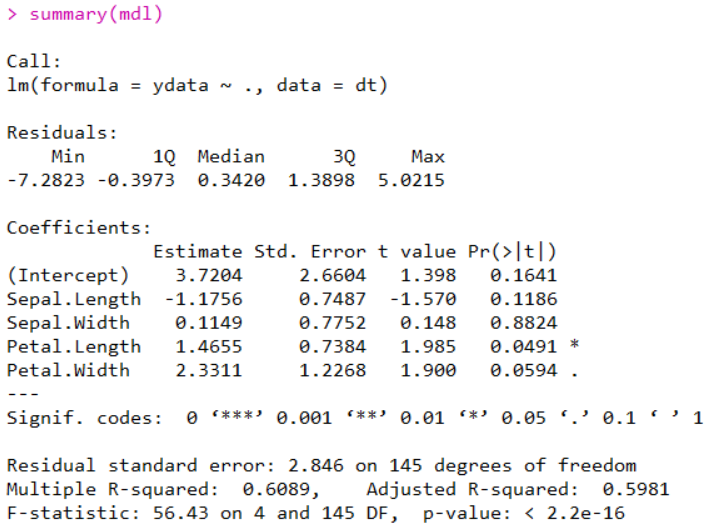 > summary(mdl)
Call:
lm(formula = ydata ~ ., data = dt)
Residuals:
    Min      1Q  Median      3Q     Max
-7.2823 -0.3973  0.3420  1.3898  5.0215
Coefficients:
             Estimate Std. Error t value Pr(>|t|)
(Intercept)    3.7204     2.6604   1.398   0.1641
Sepal.Length  -1.1756     0.7487  -1.570   0.1186
Sepal.Width    0.1149     0.7752   0.148   0.8824
Petal.Length   1.4655     0.7384   1.985   0.0491 *
Petal.Width    2.3311     1.2268   1.900   0.0594 .
---
Signif. codes:  0 ‘***’ 0.001 ‘**’ 0.01 ‘*’ 0.05 ‘.’ 0.1 ‘ ’ 1
Residual standard error: 2.846 on 145 degrees of freedom
Multiple R-squared:  0.6089,    Adjusted R-squared:  0.5981
F-statistic: 56.43 on 4 and 145 DF,  p-value: < 2.2e-16